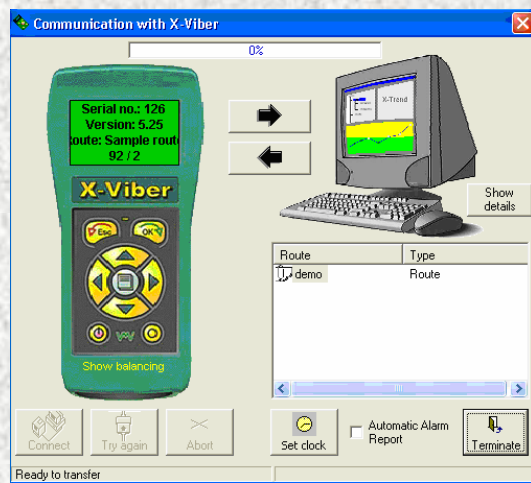 Communication with X-Viber
0%
Serial no.: 126
Version: 5.25
oute: Sample rout
92 / 2
X-Viber
Esc
OK
X-Trend
Show details
Route Type
demo Route
Show balancing
Connect
Try again
Abort
Set clock
Automatic Alarm
Report
Terminate
Ready to transfer